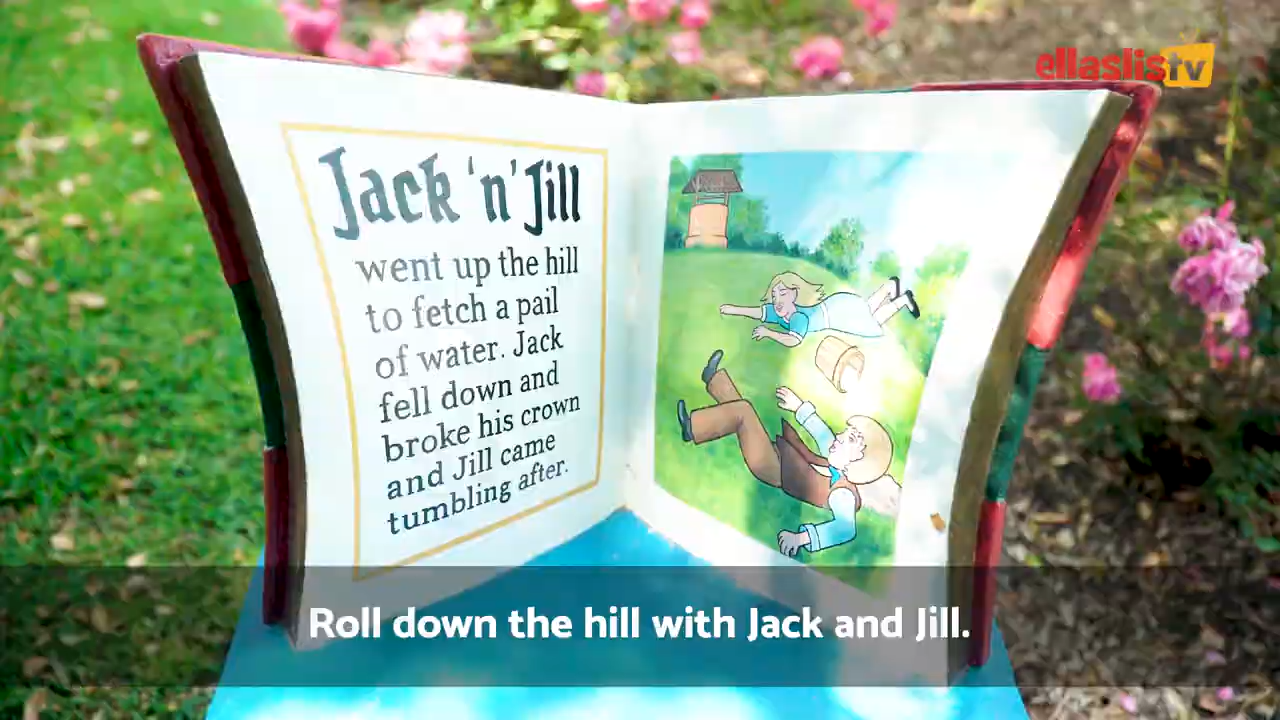 ellaslistv
Jack 'n' Jill
went up the hill
to fetch a pail
of water. Jack
fell down and
broke his crown
and Jill came
tumbling after.
Roll down the hill with Jack and Jill.